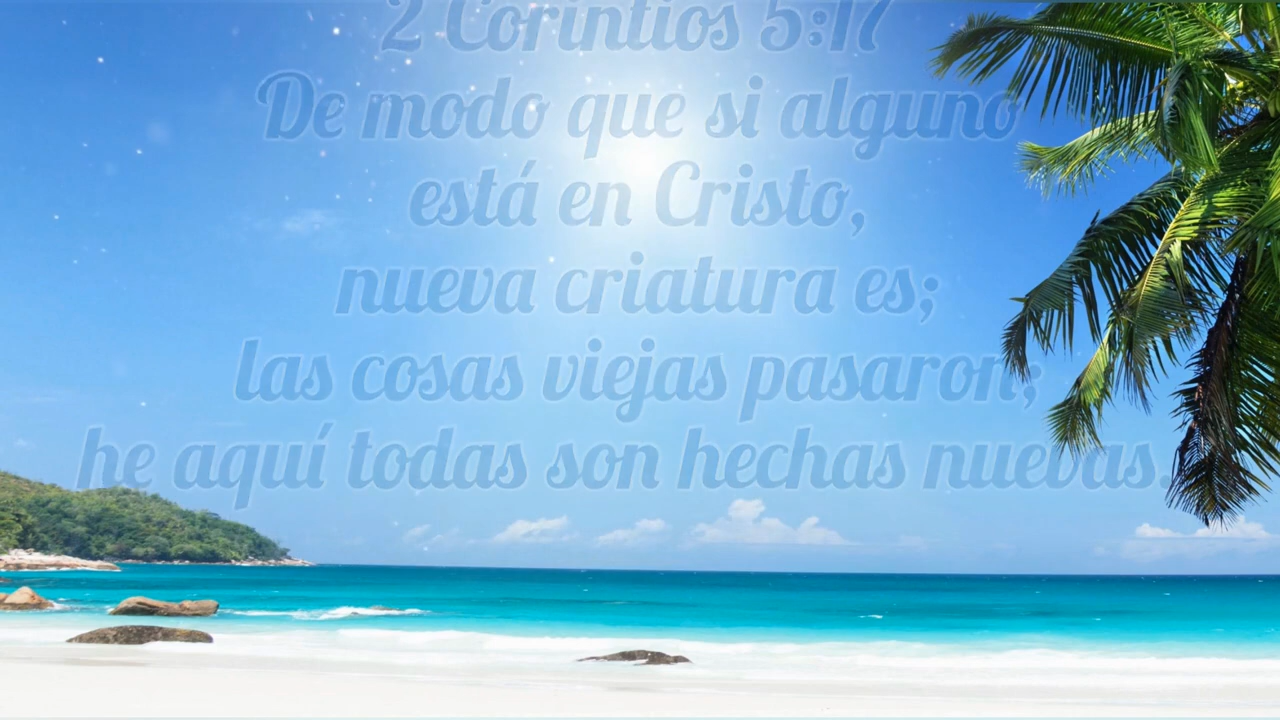 2 Corintios 5:17
De modo que si alguno
está en Cristo,
nueva criatura es;
las cosas viejas pasaron;
he aquí todas son hechas nuevas.